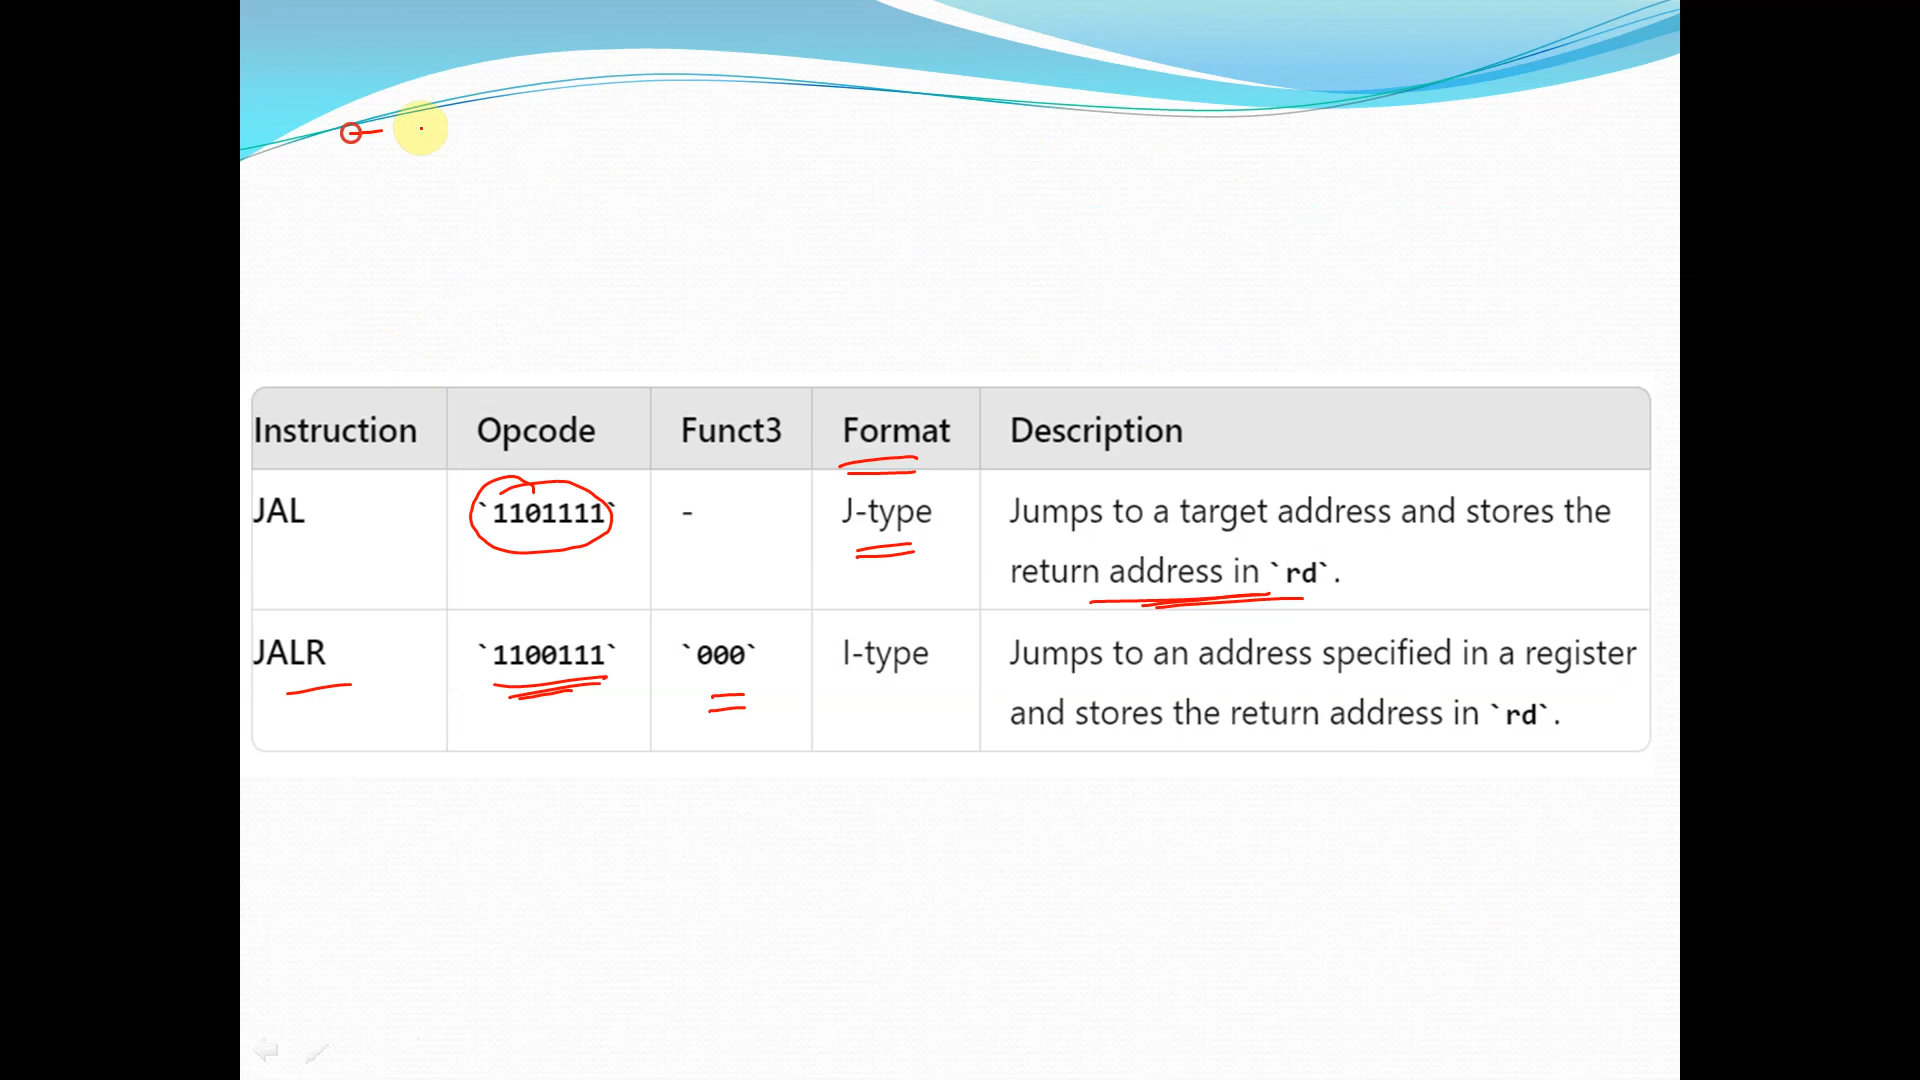 Instruction Opcode Funct3 Format Description
JAL `1101111` - J-type Jumps to a target address and stores the
return address in `rd`.
JALR `1100111` `000` I-type Jumps to an address specified in a register
and stores the return address in `rd`.